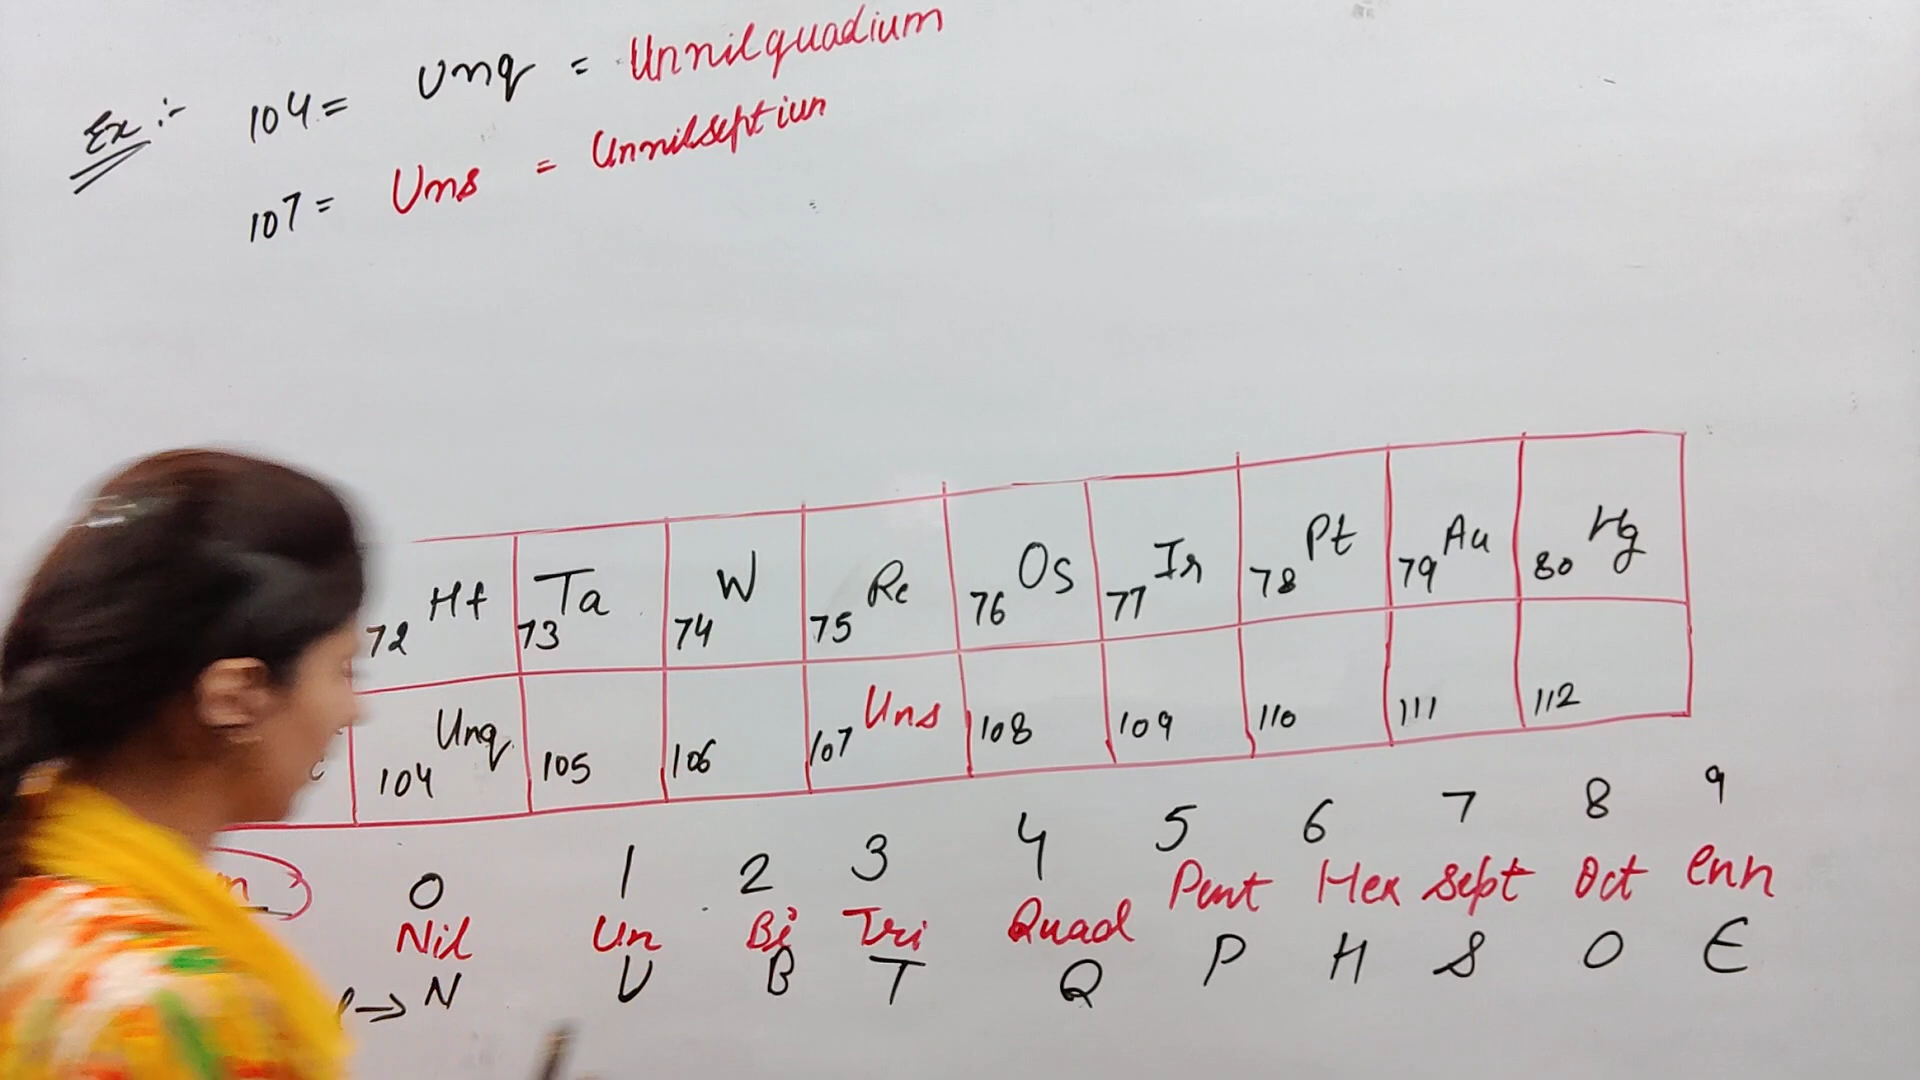 Ex:- 104 = Unq = Unnilquadium
107 = Uns = Unnilseptiun
72 Hf 73 Ta 74 W 75 Re 76 Os 77 Ir 78 Pt 79 Au 80 Hg
104 Unq 105 106 107 Uns 108 109 110 111 112
0 1 2 3 4 5 6 7 8 9
Nil Un Bi Tri Quad Pent Hex Sept Oct enn
→ N U B T Q P H S O E